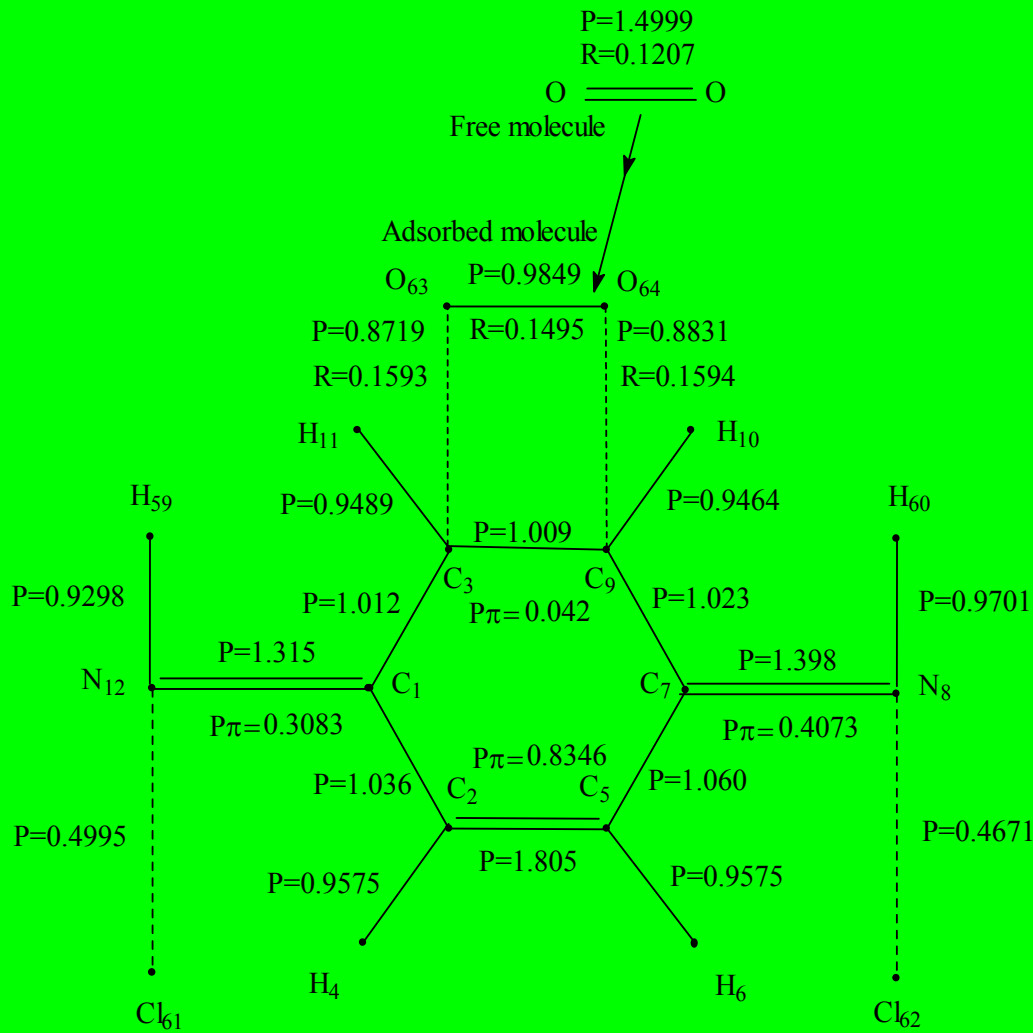 P=1.4999
R=0.1207
O O
Free molecule
Adsorbed molecule
P=0.9849
O₆₃ O₆₄
P=0.8719 R=0.1495 P=0.8831
R=0.1593 R=0.1594
H₁₁ H₁₀
H₅₉ P=0.9489 P=0.9464 H₆₀
P=1.009
C₃ C₉
P=0.9298 P=1.012 Pπ=0.042 P=1.023 P=0.9701
P=1.315 P=1.398
N₁₂ C₁ C₇ N₈
Pπ=0.3083 Pπ=0.4073
Pπ=0.8346
P=1.036 C₂ C₅ P=1.060
P=0.4995 P=1.805 P=0.4671
P=0.9575 P=0.9575
H₄ H₆
Cl₆₁ Cl₆₂